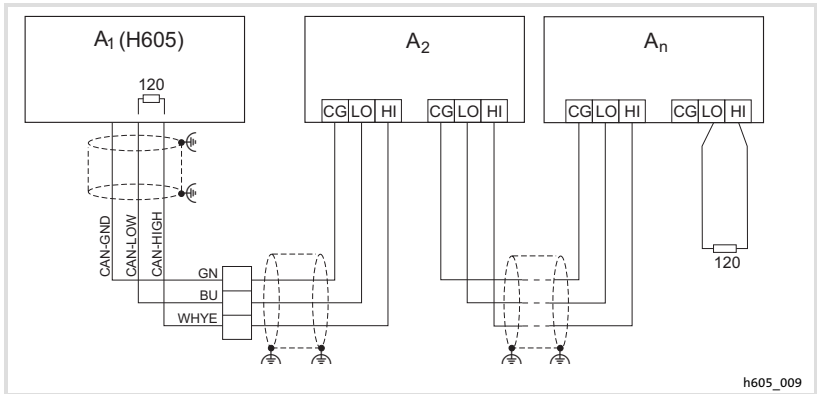 A1 (H605)
A2
An
120
CG LO HI
CG LO HI
CG LO HI
CG LO HI
CAN-GND
CAN-LOW
CAN-HIGH
GN
BU
WHYE
120
h605_009